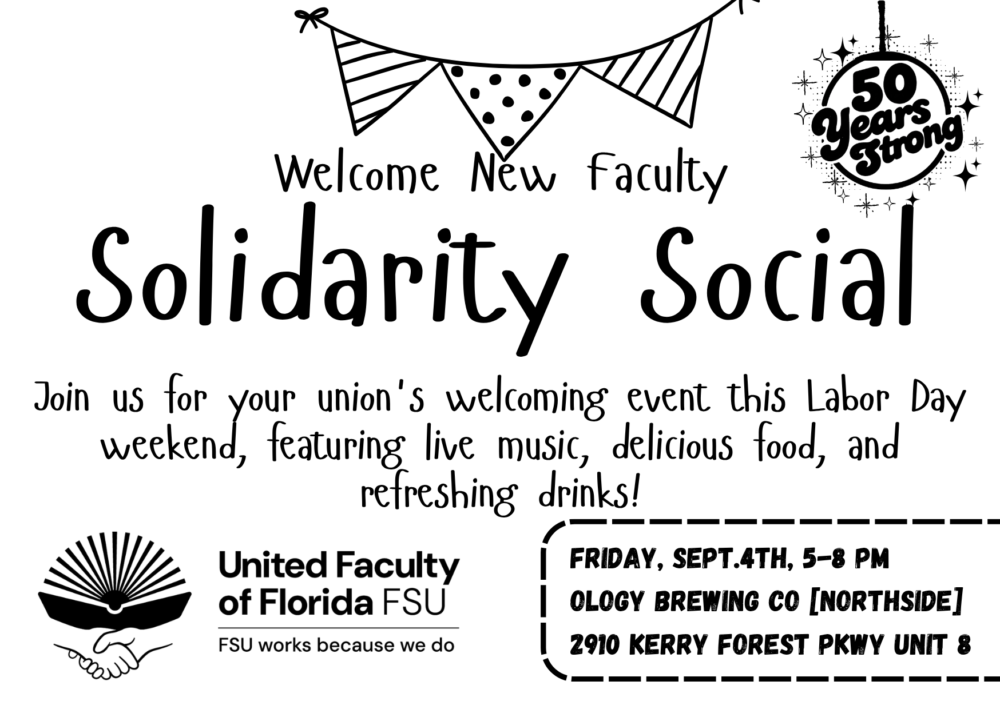 50
Years
Strong
Welcome New Faculty
Solidarity Social
Join us for your union's welcoming event this Labor Day
weekend, featuring live music, delicious food, and
refreshing drinks!
United Faculty
of Florida FSU
FSU works because we do
FRIDAY, SEPT.4TH, 5-8 PM
OLOGY BREWING CO [NORTHSIDE]
2910 KERRY FOREST PKWY UNIT 8